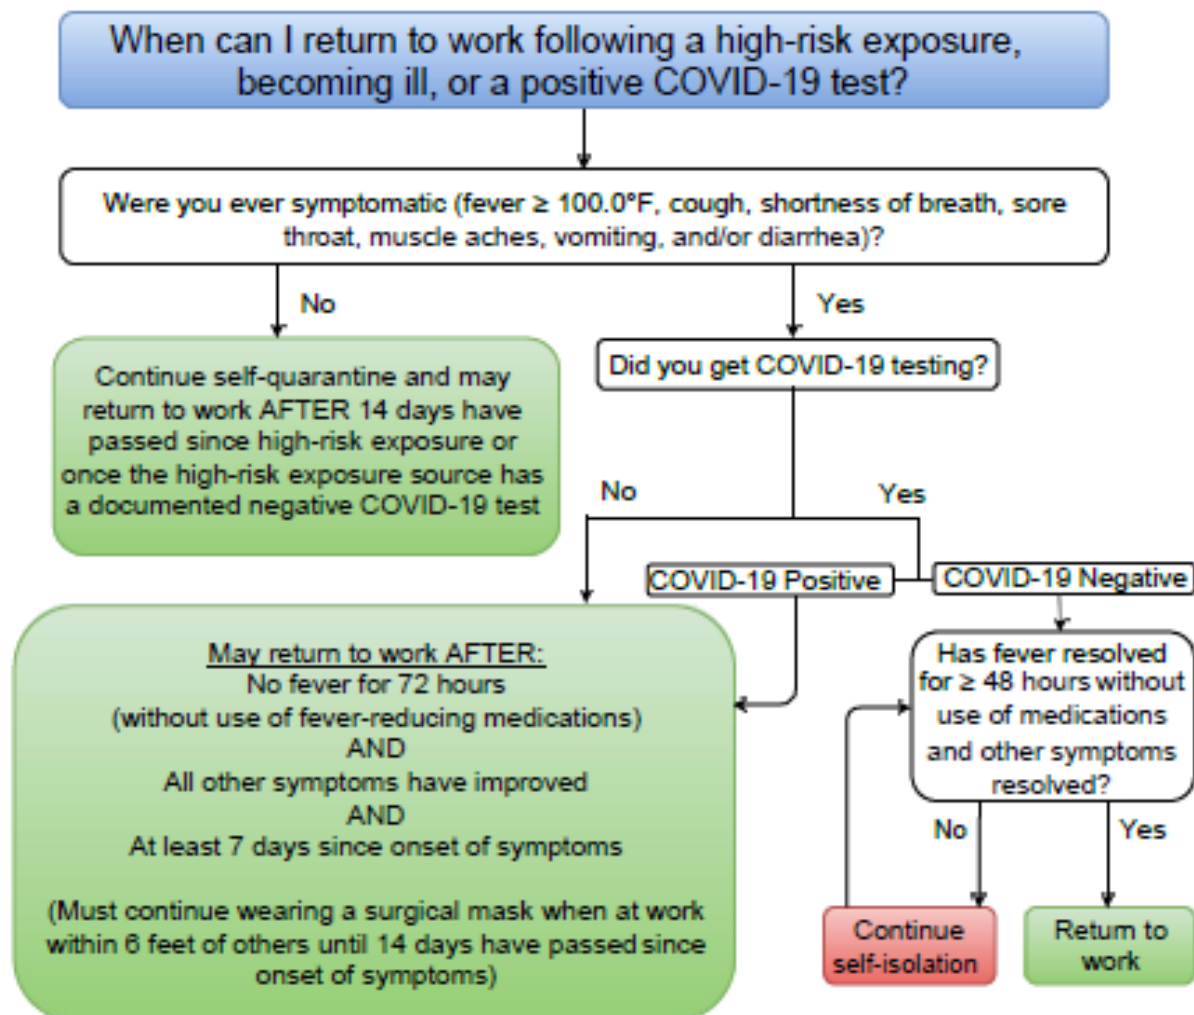 When can I return to work following a high-risk exposure,
becoming ill, or a positive COVID-19 test?
Were you ever symptomatic (fever ≥ 100.0°F, cough, shortness of breath, sore
throat, muscle aches, vomiting, and/or diarrhea)?
No
Yes
Continue self-quarantine and may
return to work AFTER 14 days have
passed since high-risk exposure or
once the high-risk exposure source has
a documented negative COVID-19 test
Did you get COVID-19 testing?
No
Yes
COVID-19 Positive
COVID-19 Negative
May return to work AFTER:
No fever for 72 hours
(without use of fever-reducing medications)
AND
All other symptoms have improved
AND
At least 7 days since onset of symptoms
(Must continue wearing a surgical mask when at work
within 6 feet of others until 14 days have passed since
onset of symptoms)
Has fever resolved
for ≥ 48 hours without
use of medications
and other symptoms
resolved?
No
Yes
Continue
self-isolation
Return to
work